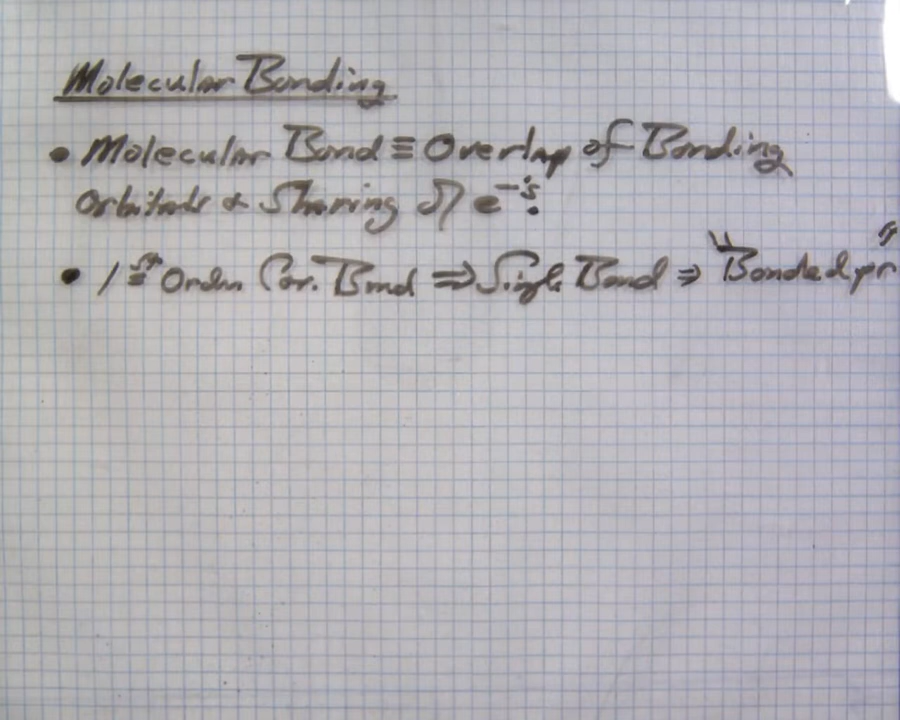 Molecular Bonding
• Molecular Bond ≡ Overlap of Bonding
Orbitals & Sharing of e⁻'s.
• 1st Order Cov. Bond ⇒ Single Bond ⇒ "Bonded pr"